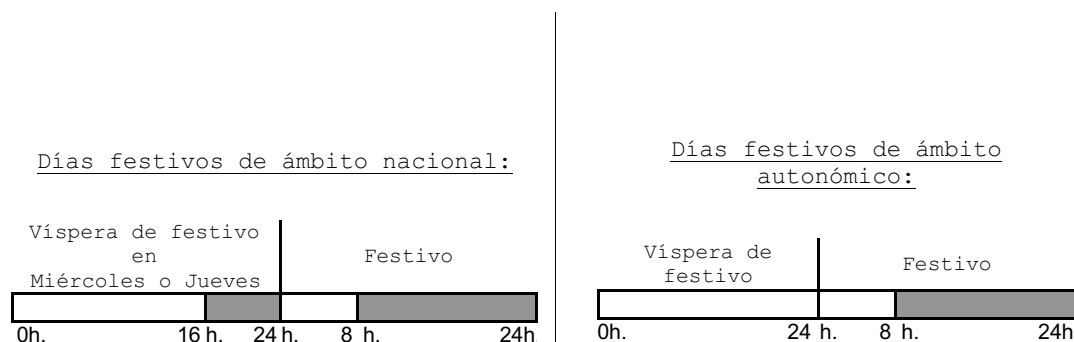 Días festivos de ámbito nacional:
Víspera de festivo
en
Miércoles o Jueves
Festivo
0h. 16 h. 24 h. 8 h. 24h.
Días festivos de ámbito
autonómico:
Víspera de
festivo
Festivo
0h. 24 h. 8 h. 24h